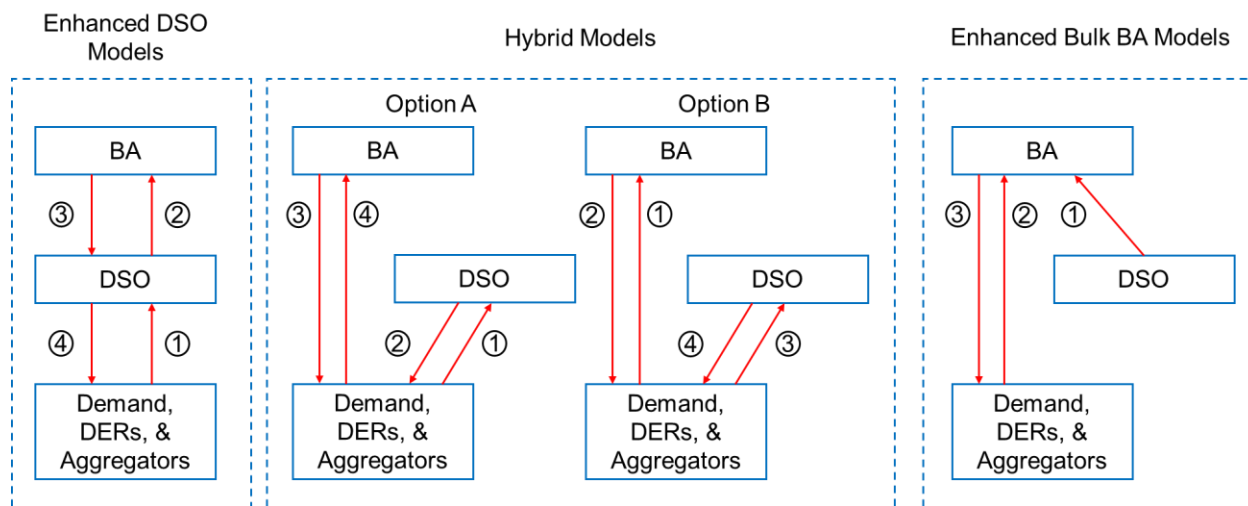 Enhanced DSO
Models
Hybrid Models
Enhanced Bulk BA Models
Option A
Option B
BA
BA
BA
BA
③
②
③
④
②
①
③
②
①
DSO
DSO
DSO
DSO
④
①
②
①
④
③
Demand,
DERs, &
Aggregators
Demand,
DERs, &
Aggregators
Demand,
DERs, &
Aggregators
Demand,
DERs, &
Aggregators